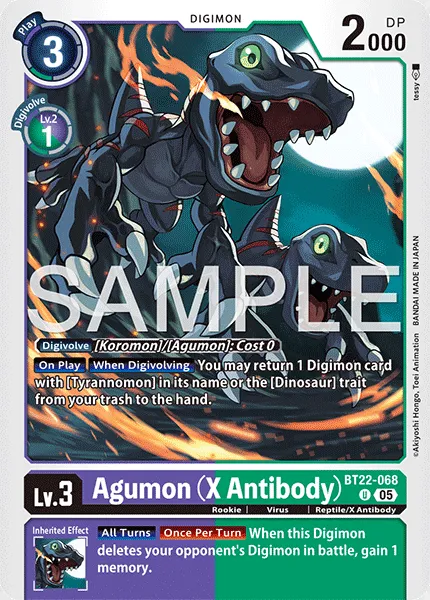 DIGIMON
Play
3
2000
DP
Digivolve
Lv.2
1
tessy
SAMPLE
Digivolve [Koromon]/[Agumon]: Cost 0
On Play When Digivolving You may return 1 Digimon card
with [Tyrannomon] in its name or the [Dinosaur] trait
from your trash to the hand.
©Akiyoshi Hongo, Toei Animation BANDAI MADE IN JAPAN
Lv.3
Agumon (X Antibody)
BT22-068
U 05
Rookie Virus Reptile/X Antibody
Inherited Effect
All Turns Once Per Turn When this Digimon
deletes your opponent's Digimon in battle, gain 1
memory.